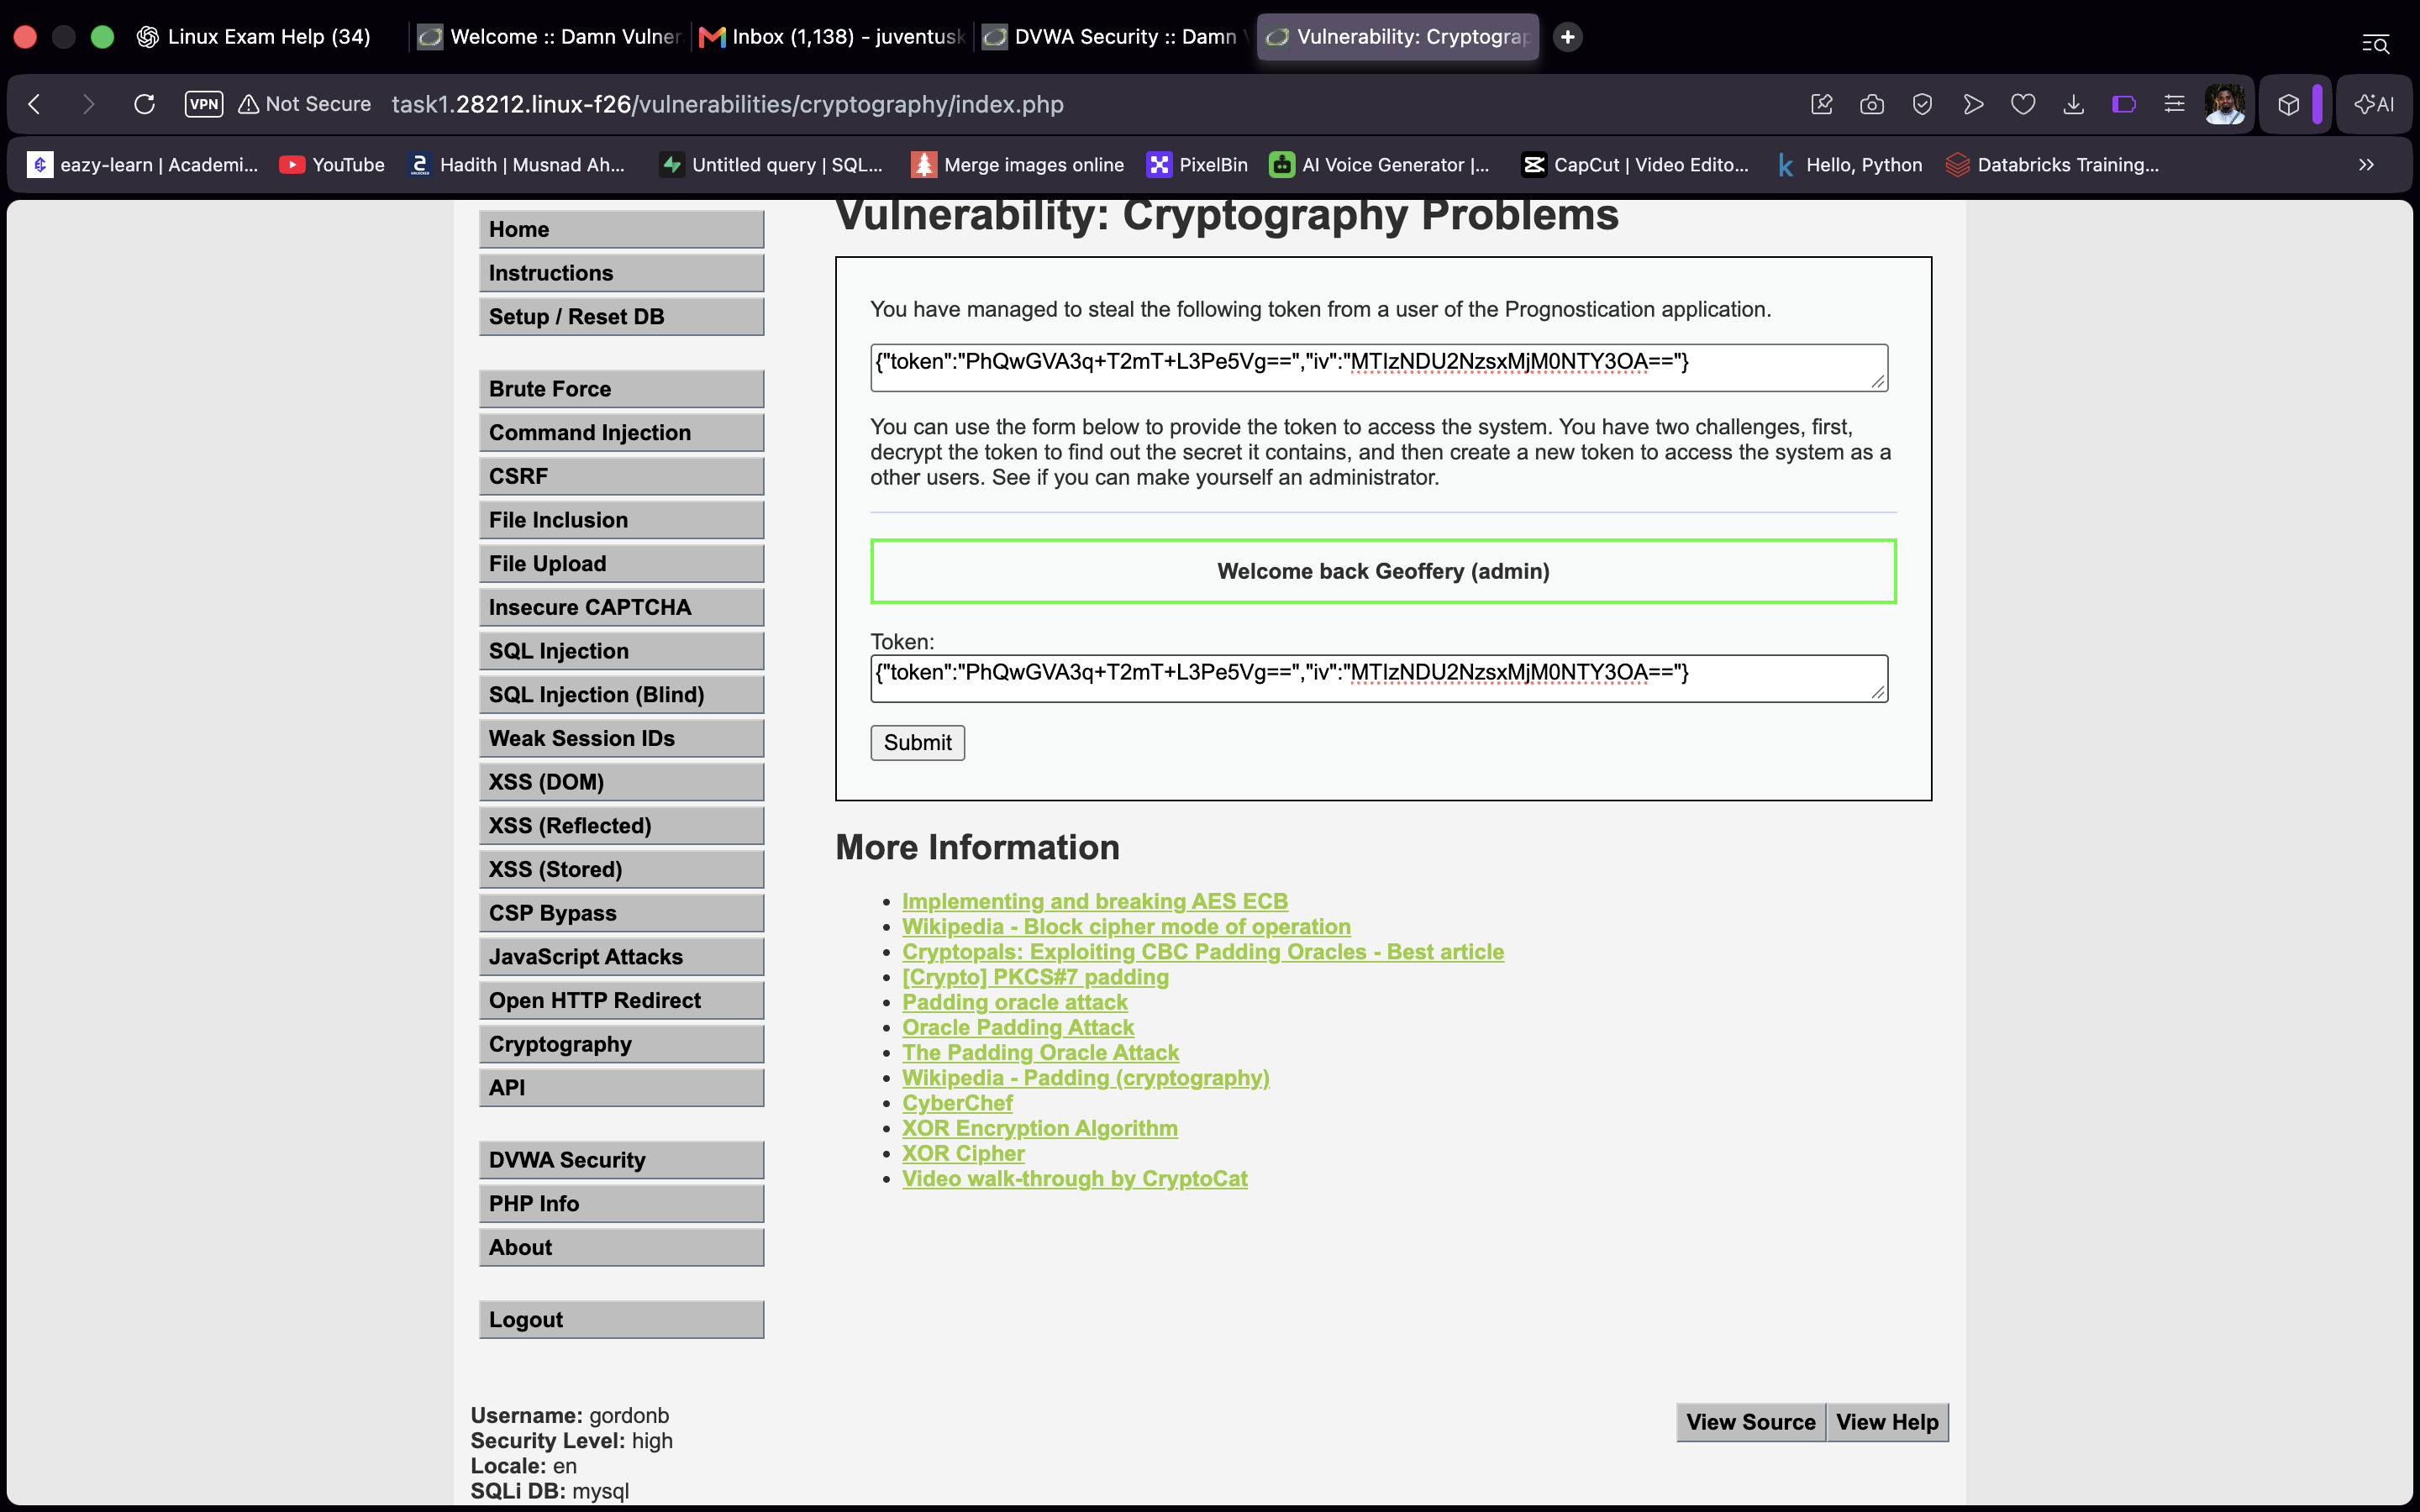 Linux Exam Help (34)
Welcome :: Damn Vulner
Inbox (1,138) - juventusk
DVWA Security :: Damn
Vulnerability: Cryptograp
VPN
Not Secure
task1.28212.linux-f26/vulnerabilities/cryptography/index.php
AI
eazy-learn | Academi...
YouTube
Hadith | Musnad Ah...
Untitled query | SQL...
Merge images online
PixelBin
AI Voice Generator |...
CapCut | Video Edito...
Hello, Python
Databricks Training...
Home
Instructions
Setup / Reset DB
Brute Force
Command Injection
CSRF
File Inclusion
File Upload
Insecure CAPTCHA
SQL Injection
SQL Injection (Blind)
Weak Session IDs
XSS (DOM)
XSS (Reflected)
XSS (Stored)
CSP Bypass
JavaScript Attacks
Open HTTP Redirect
Cryptography
API
DVWA Security
PHP Info
About
Logout
Username: gordonb
Security Level: high
Locale: en
SQLi DB: mysql
Vulnerability: Cryptography Problems
You have managed to steal the following token from a user of the Prognostication application.
{"token":"PhQwGVA3q+T2mT+L3Pe5Vg==","iv":"MTIzNDU2NzsxMjM0NTY3OA=="}
You can use the form below to provide the token to access the system. You have two challenges, first,
decrypt the token to find out the secret it contains, and then create a new token to access the system as a
other users. See if you can make yourself an administrator.
Welcome back Geoffery (admin)
Token:
{"token":"PhQwGVA3q+T2mT+L3Pe5Vg==","iv":"MTIzNDU2NzsxMjM0NTY3OA=="}
Submit
More Information
Implementing and breaking AES ECB
Wikipedia - Block cipher mode of operation
Cryptopals: Exploiting CBC Padding Oracles - Best article
[Crypto] PKCS#7 padding
Padding oracle attack
Oracle Padding Attack
The Padding Oracle Attack
Wikipedia - Padding (cryptography)
CyberChef
XOR Encryption Algorithm
XOR Cipher
Video walk-through by CryptoCat
View Source
View Help